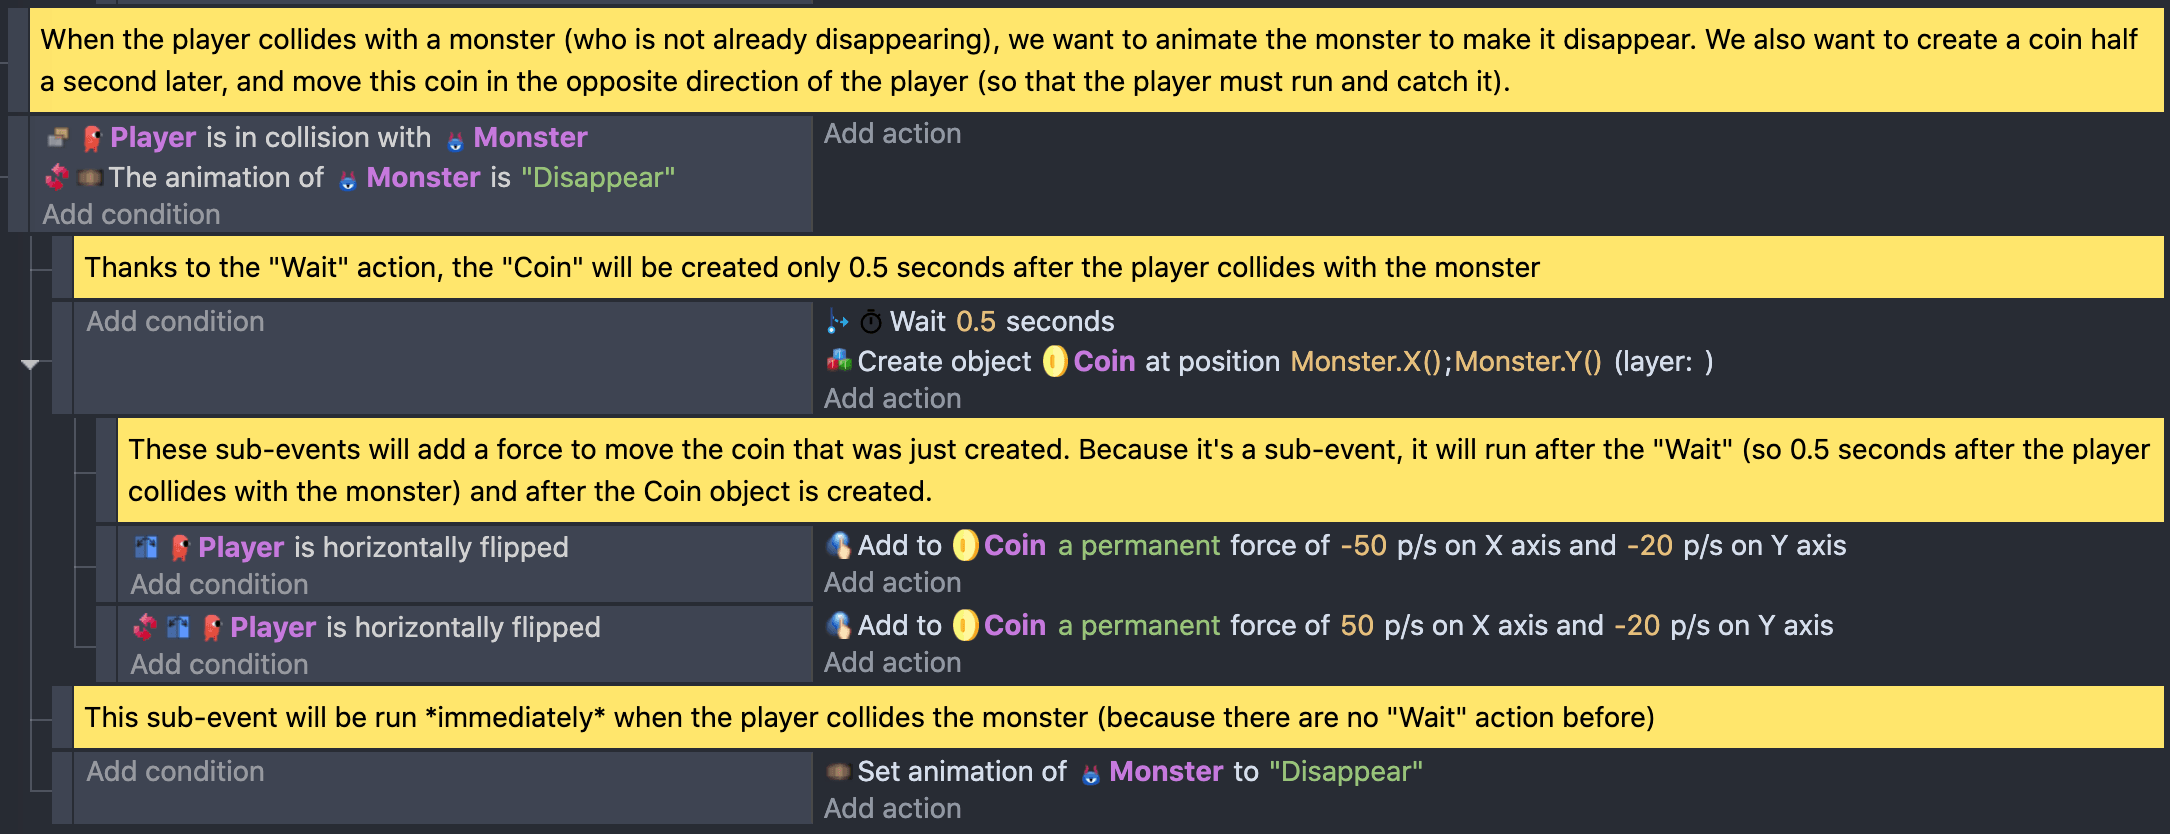 When the player collides with a monster (who is not already disappearing), we want to animate the monster to make it disappear. We also want to create a coin half
a second later, and move this coin in the opposite direction of the player (so that the player must run and catch it).
Player is in collision with Monster
The animation of Monster is "Disappear"
Add condition
Add action
Thanks to the "Wait" action, the "Coin" will be created only 0.5 seconds after the player collides with the monster
Add condition
Wait 0.5 seconds
Create object Coin at position Monster.X();Monster.Y() (layer: )
Add action
These sub-events will add a force to move the coin that was just created. Because it's a sub-event, it will run after the "Wait" (so 0.5 seconds after the player
collides with the monster) and after the Coin object is created.
Player is horizontally flipped
Add condition
Add to Coin a permanent force of -50 p/s on X axis and -20 p/s on Y axis
Add action
Player is horizontally flipped
Add condition
Add to Coin a permanent force of 50 p/s on X axis and -20 p/s on Y axis
Add action
This sub-event will be run *immediately* when the player collides the monster (because there are no "Wait" action before)
Add condition
Set animation of Monster to "Disappear"
Add action